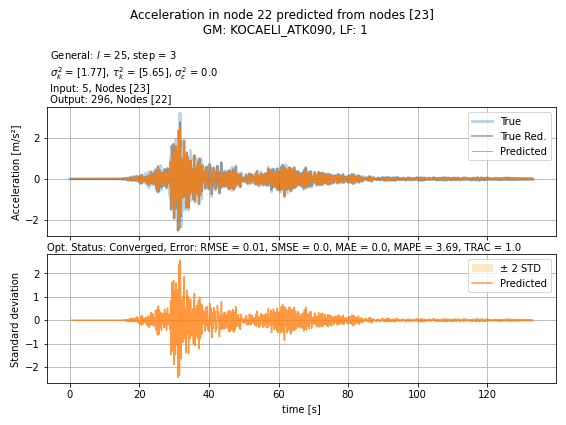 Acceleration in node 22 predicted from nodes [23]
GM: KOCAELI_ATK090, LF: 1
General: l = 25, step = 3
σ²ₖ = [1.77], τ²ₖ = [5.65], σ²ε = 0.0
Input: 5, Nodes [23]
Output: 296, Nodes [22]
Acceleration [m/s²]
2
0
−2
True
True Red.
Predicted
Opt. Status: Converged, Error: RMSE = 0.01, SMSE = 0.0, MAE = 0.0, MAPE = 3.69, TRAC = 1.0
Standard deviation
2
1
0
−1
−2
± 2 STD
Predicted
0 20 40 60 80 100 120
time [s]